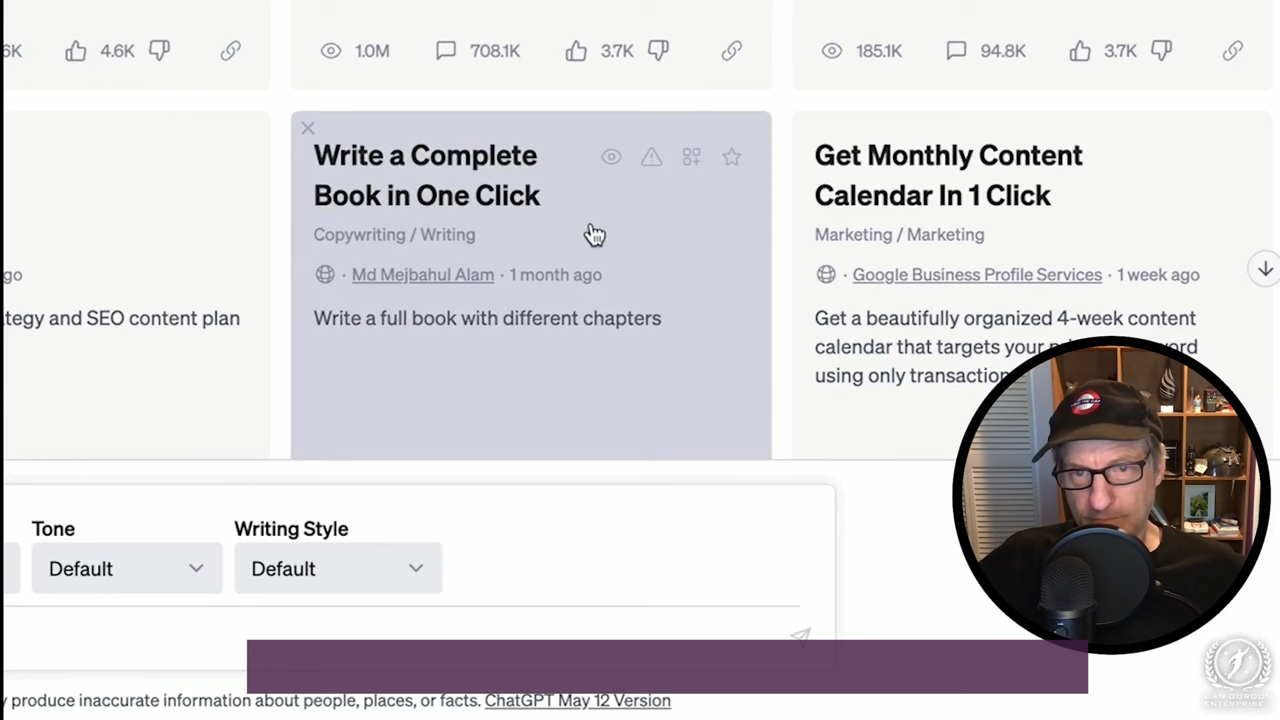 6K 4.6K 1.0M 708.1K 3.7K 185.1K 94.8K 3.7K
Write a Complete
Book in One Click
Copywriting / Writing
· Md Mejbahul Alam · 1 month ago
Write a full book with different chapters
Get Monthly Content
Calendar In 1 Click
Marketing / Marketing
· Google Business Profile Services · 1 week ago
Get a beautifully organized 4-week content
calendar that targets your
using only
go
tegy and SEO content plan
Tone
Writing Style
Default
Default
y produce inaccurate information about people, places, or facts. ChatGPT May 12 Version
DAN GORDON
ENTERPRISE